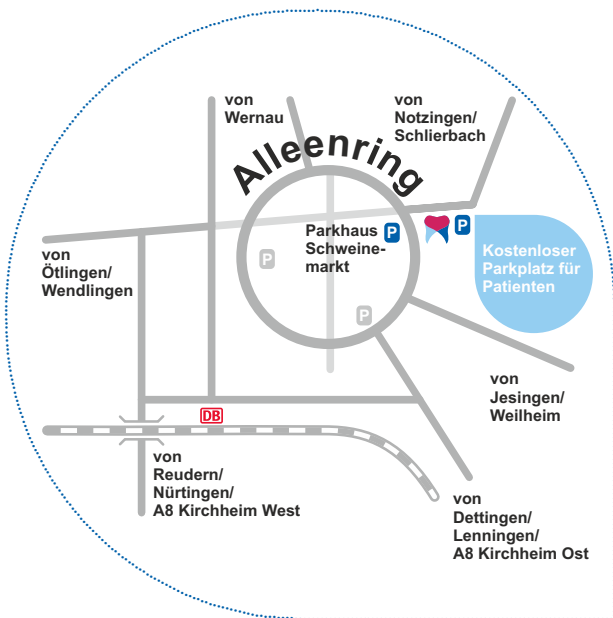 von
Wernau
von
Notzingen/
Schlierbach
Alleenring
Parkhaus
Schweine-
markt
P
P
Kostenloser
Parkplatz für
Patienten
von
Ötlingen/
Wendlingen
P
P
von
Jesingen/
Weilheim
DB
von
Reudern/
Nürtingen/
A8 Kirchheim West
von
Dettingen/
Lenningen/
A8 Kirchheim Ost